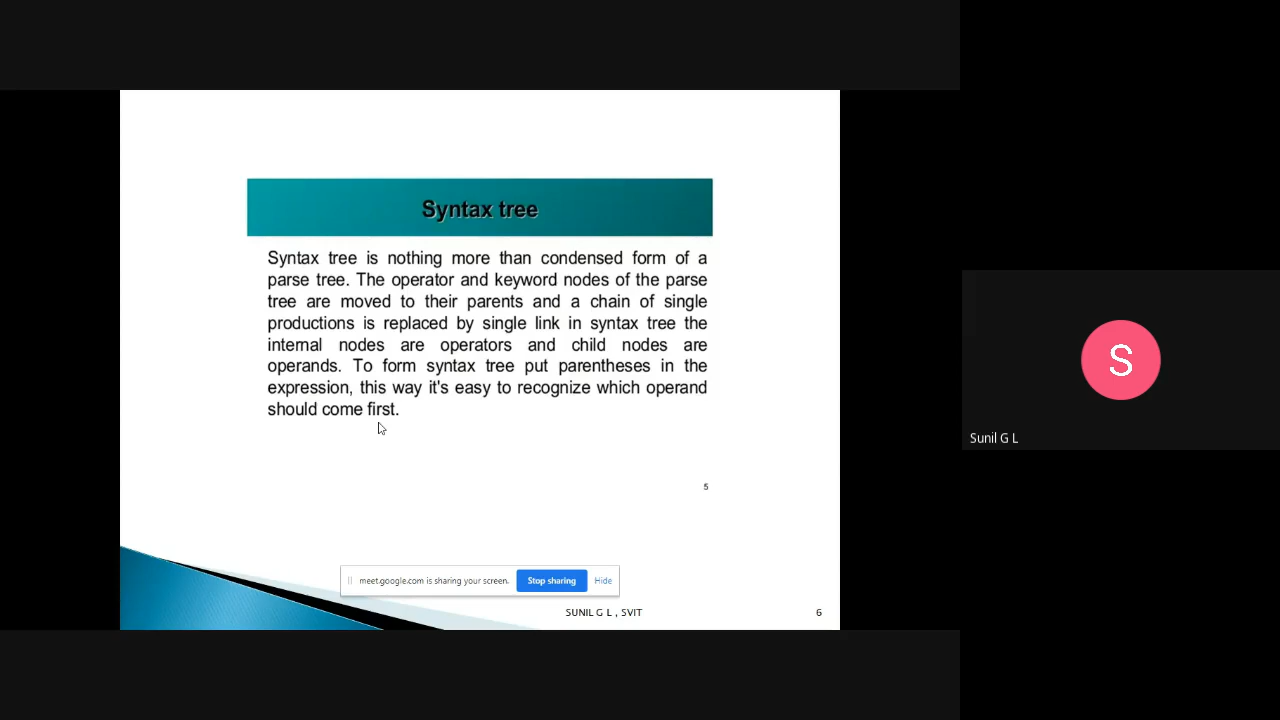 Syntax tree
Syntax tree is nothing more than condensed form of a
parse tree. The operator and keyword nodes of the parse
tree are moved to their parents and a chain of single
productions is replaced by single link in syntax tree the
internal nodes are operators and child nodes are
operands. To form syntax tree put parentheses in the
expression, this way it's easy to recognize which operand
should come first.
5
meet.google.com is sharing your screen.
Stop sharing
Hide
SUNIL G L , SVIT
6
S
Sunil G L